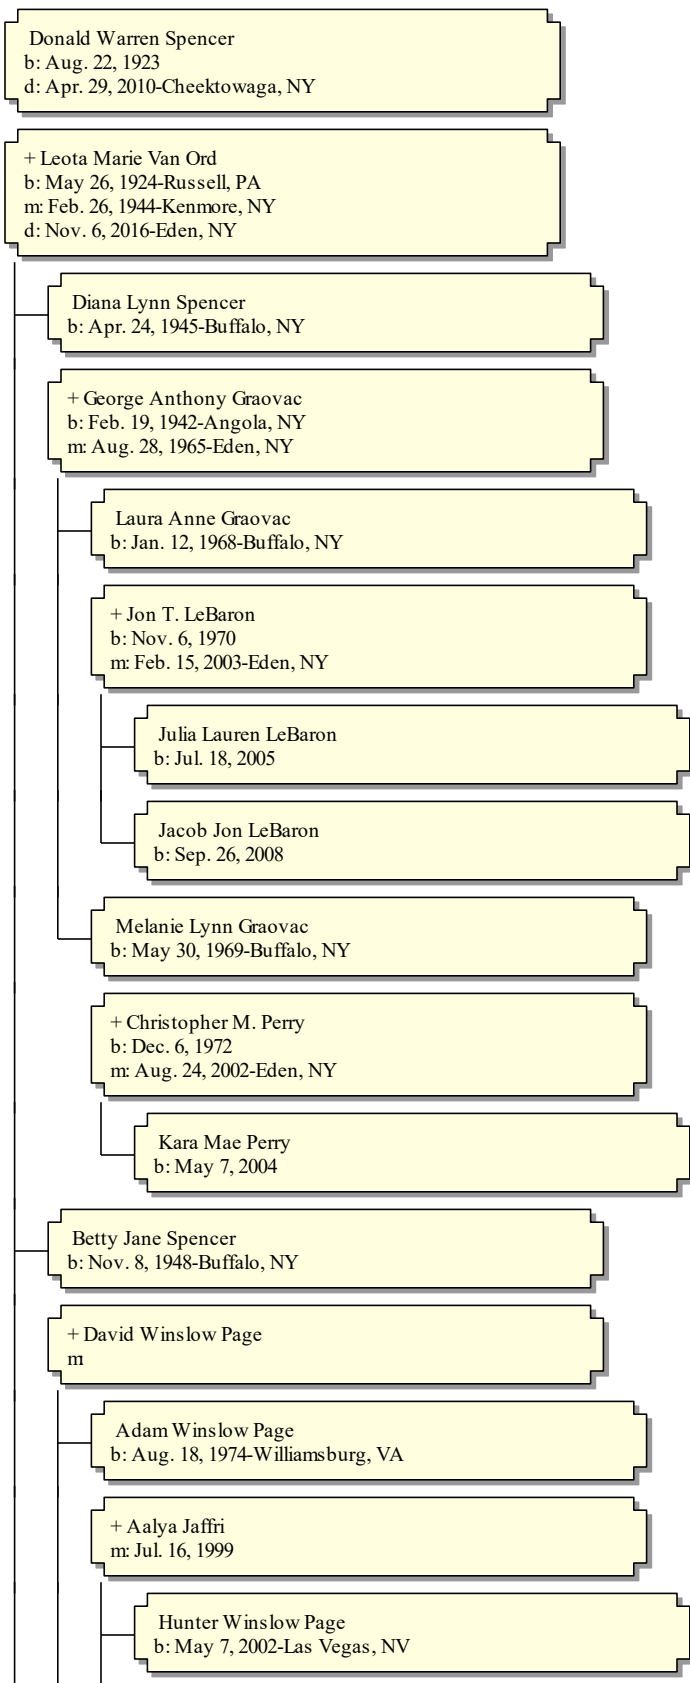 Donald Warren Spencer
b: Aug. 22, 1923
d: Apr. 29, 2010-Cheektowaga, NY
+ Leota Marie Van Ord
b: May 26, 1924-Russell, PA
m: Feb. 26, 1944-Kenmore, NY
d: Nov. 6, 2016-Eden, NY
Diana Lynn Spencer
b: Apr. 24, 1945-Buffalo, NY
+ George Anthony Graovac
b: Feb. 19, 1942-Angola, NY
m: Aug. 28, 1965-Eden, NY
Laura Anne Graovac
b: Jan. 12, 1968-Buffalo, NY
+ Jon T. LeBaron
b: Nov. 6, 1970
m: Feb. 15, 2003-Eden, NY
Julia Lauren LeBaron
b: Jul. 18, 2005
Jacob Jon LeBaron
b: Sep. 26, 2008
Melanie Lynn Graovac
b: May 30, 1969-Buffalo, NY
+ Christopher M. Perry
b: Dec. 6, 1972
m: Aug. 24, 2002-Eden, NY
Kara Mae Perry
b: May 7, 2004
Betty Jane Spencer
b: Nov. 8, 1948-Buffalo, NY
+ David Winslow Page
m
Adam Winslow Page
b: Aug. 18, 1974-Williamsburg, VA
+ Aalya Jaffri
m: Jul. 16, 1999
Hunter Winslow Page
b: May 7, 2002-Las Vegas, NV